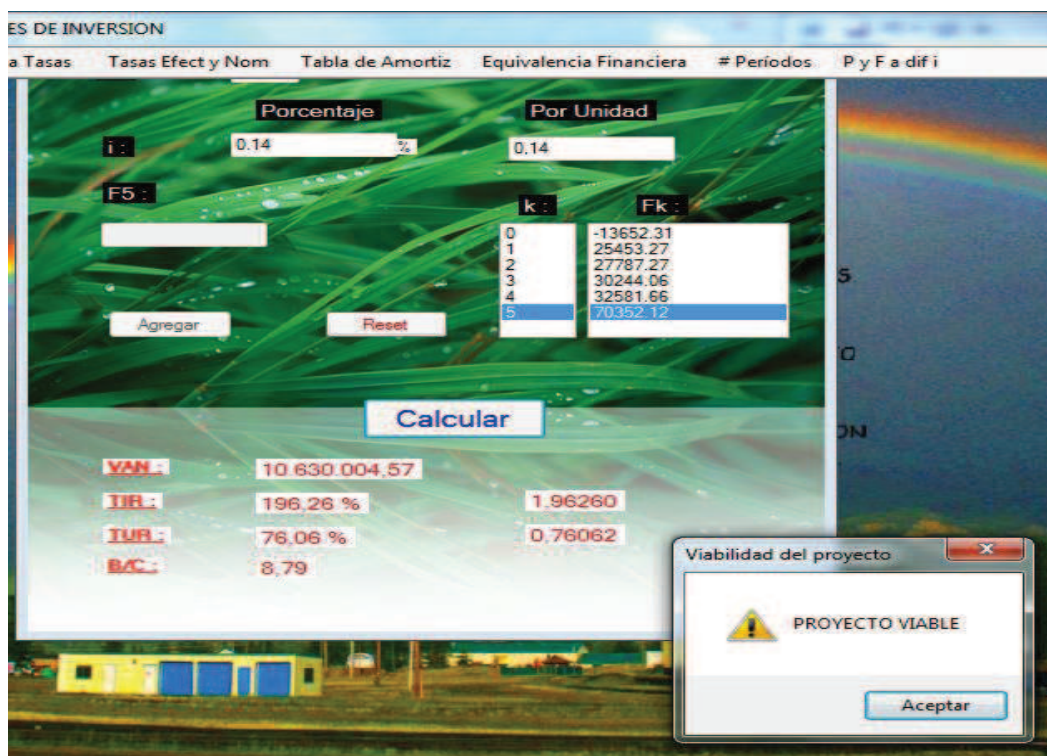 ES DE INVERSION
a Tasas Tasas Efect y Nom Tabla de Amortiz Equivalencia Financiera # Períodos P y F a dif i
Porcentaje Por Unidad
i : 0.14 % 0.14
F5 :
k : Fk :
0 -13652.31
1 25453.27
2 27787.27
3 30244.06
4 32581.66
5 70352.12
Agregar Reset
Calcular
VAN : 10.630.004,57
TIR : 196,26 % 1,96260
TUR : 76,06 % 0,76062
B/C : 8,79
S
O
ON
Viabilidad del proyecto
PROYECTO VIABLE
Aceptar